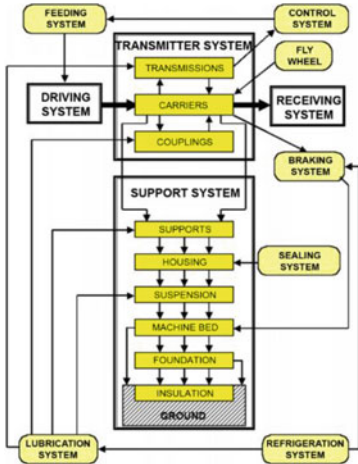 FEEDING
SYSTEM
CONTROL
SYSTEM
TRANSMITTER SYSTEM
FLY
WHEEL
TRANSMISSIONS
DRIVING
SYSTEM
CARRIERS
RECEIVING
SYSTEM
COUPLINGS
BRAKING
SYSTEM
SUPPORT SYSTEM
SUPPORTS
HOUSING
SEALING
SYSTEM
SUSPENSION
MACHINE BED
FOUNDATION
INSULATION
GROUND
LUBRICATION
SYSTEM
REFRIGERATION
SYSTEM